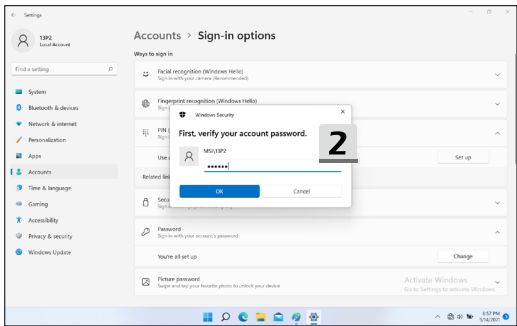 Settings
13P2
Local Account
Find a setting
System
Bluetooth & devices
Network & internet
Personalization
Apps
Accounts
Time & language
Gaming
Accessibility
Privacy & security
Windows Update
Accounts > Sign-in options
Ways to sign in
Facial recognition (Windows Hello)
Sign in with your camera (Recommended)
Fingerprint recognition (Windows Hello)
PIN (
Set up
Related
Password
Sign in with your account's password
You're all set up
Change
Picture password
Swipe and tap your favorite photo to unlock your device
Windows Security
First, verify your account password.
MSI\13P2
••••••
OK
Cancel
2
Activate Windows
Go to Settings to activate Windows.
6:57 PM
5/14/2021